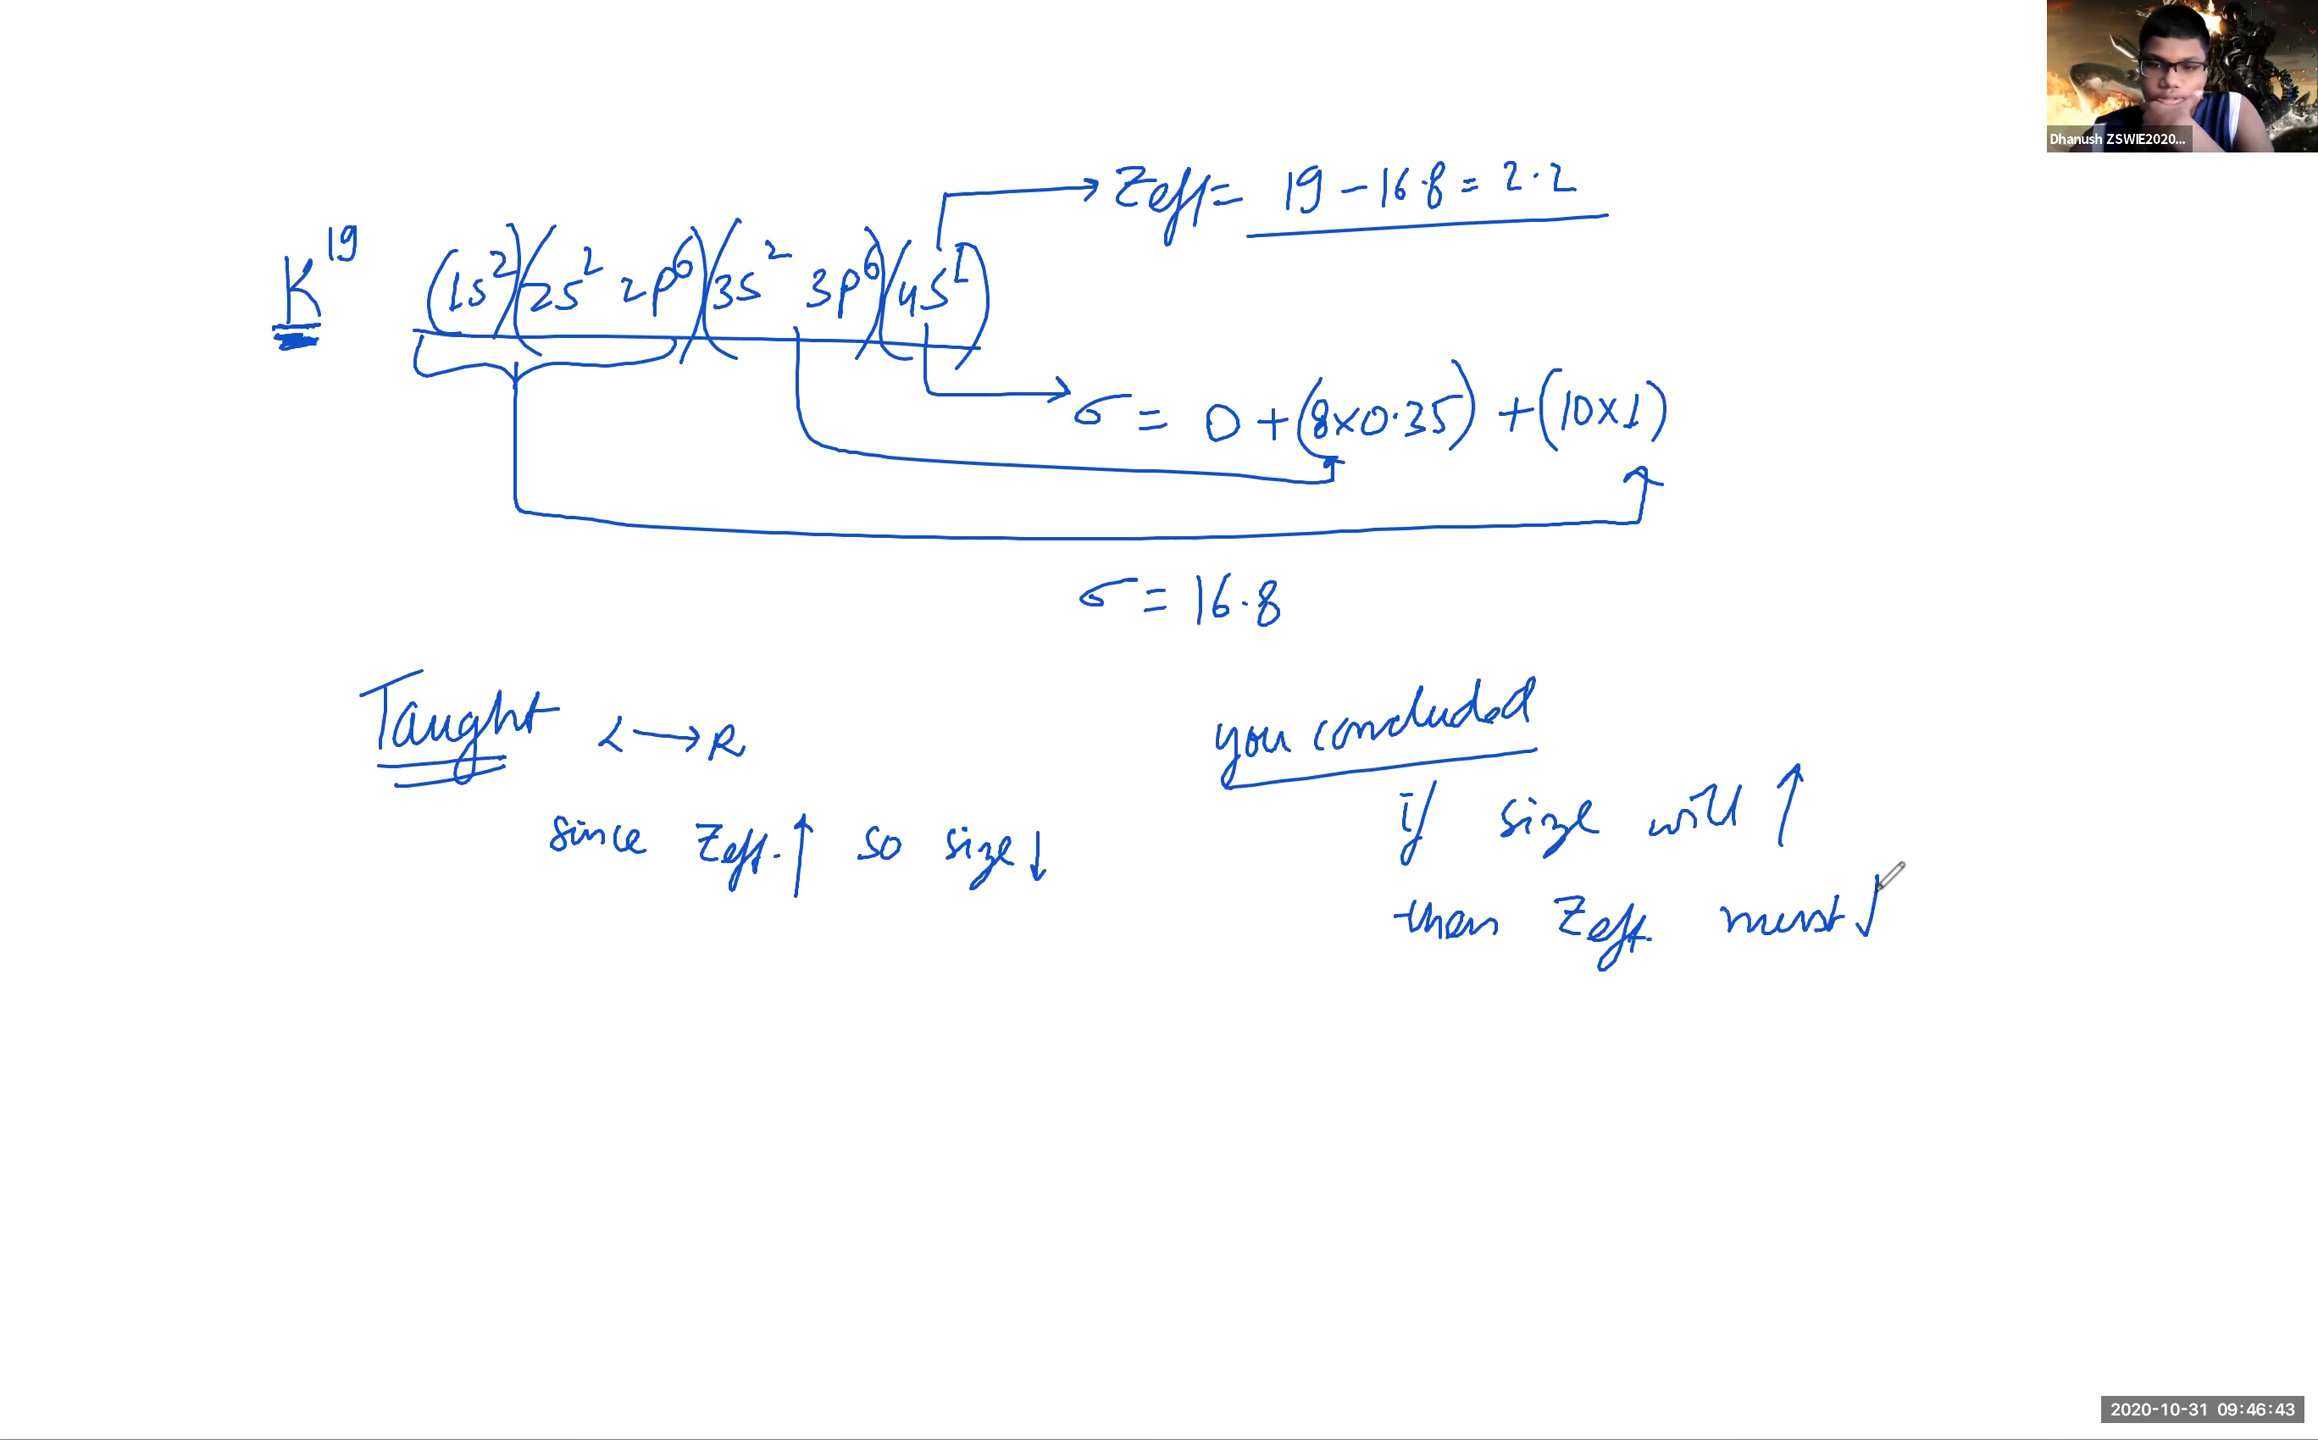 Dhanush ZSWIE2020...
Zeff = 19 - 16.8 = 2.2
K¹⁹ (1s²)(2s² 2p⁶)(3s² 3p⁶)(4s¹)
σ = 0 + (8×0.35) + (10×1)
σ = 16.8
Taught L → R
you concluded
since Zeff. ↑ so size ↓
if size will ↑
then Zeff. must ↓
2020-10-31 09:46:43